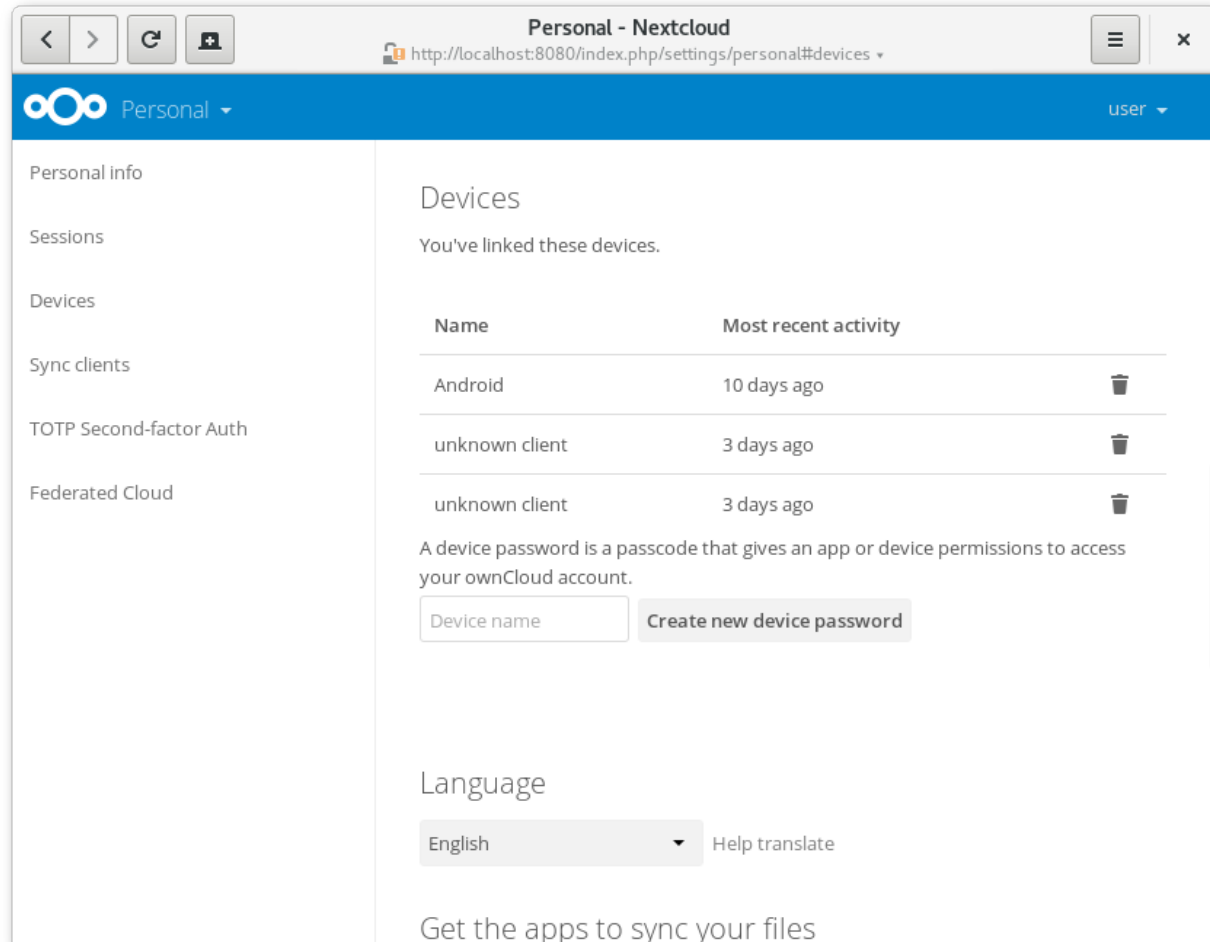 Personal - Nextcloud
http://localhost:8080/index.php/settings/personal#devices
Personal
user
Personal info
Sessions
Devices
Sync clients
TOTP Second-factor Auth
Federated Cloud
Devices
You've linked these devices.
Name Most recent activity
Android 10 days ago
unknown client 3 days ago
unknown client 3 days ago
A device password is a passcode that gives an app or device permissions to access
your ownCloud account.
Device name Create new device password
Language
English Help translate
Get the apps to sync your files